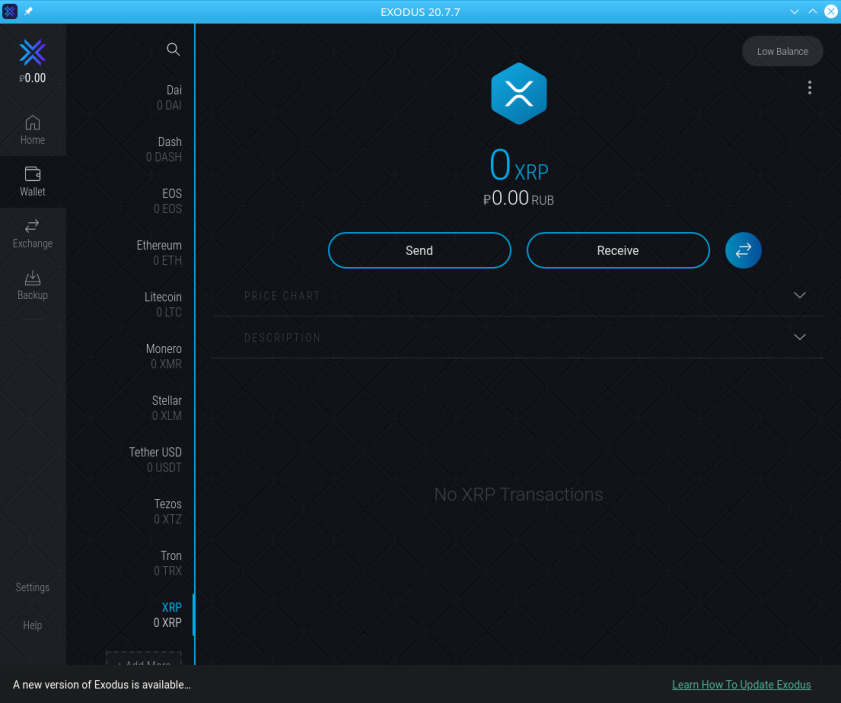 EXODUS 20.7.7
₽0.00
Home
Wallet
Exchange
Backup
Settings
Help
Dai
0 DAI
Dash
0 DASH
EOS
0 EOS
Ethereum
0 ETH
Litecoin
0 LTC
Monero
0 XMR
Stellar
0 XLM
Tether USD
0 USDT
Tezos
0 XTZ
Tron
0 TRX
XRP
0 XRP
+ Add More
Low Balance
0 XRP
₽0.00 RUB
Send
Receive
PRICE CHART
DESCRIPTION
No XRP Transactions
A new version of Exodus is available...
Learn How To Update Exodus